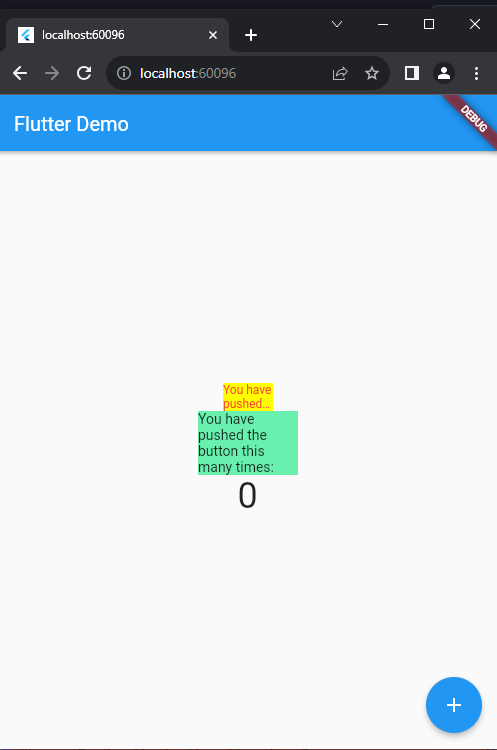 localhost:60096
localhost:60096
Flutter Demo
DEBUG
You have
pushed...
You have
pushed the
button this
many times:
0